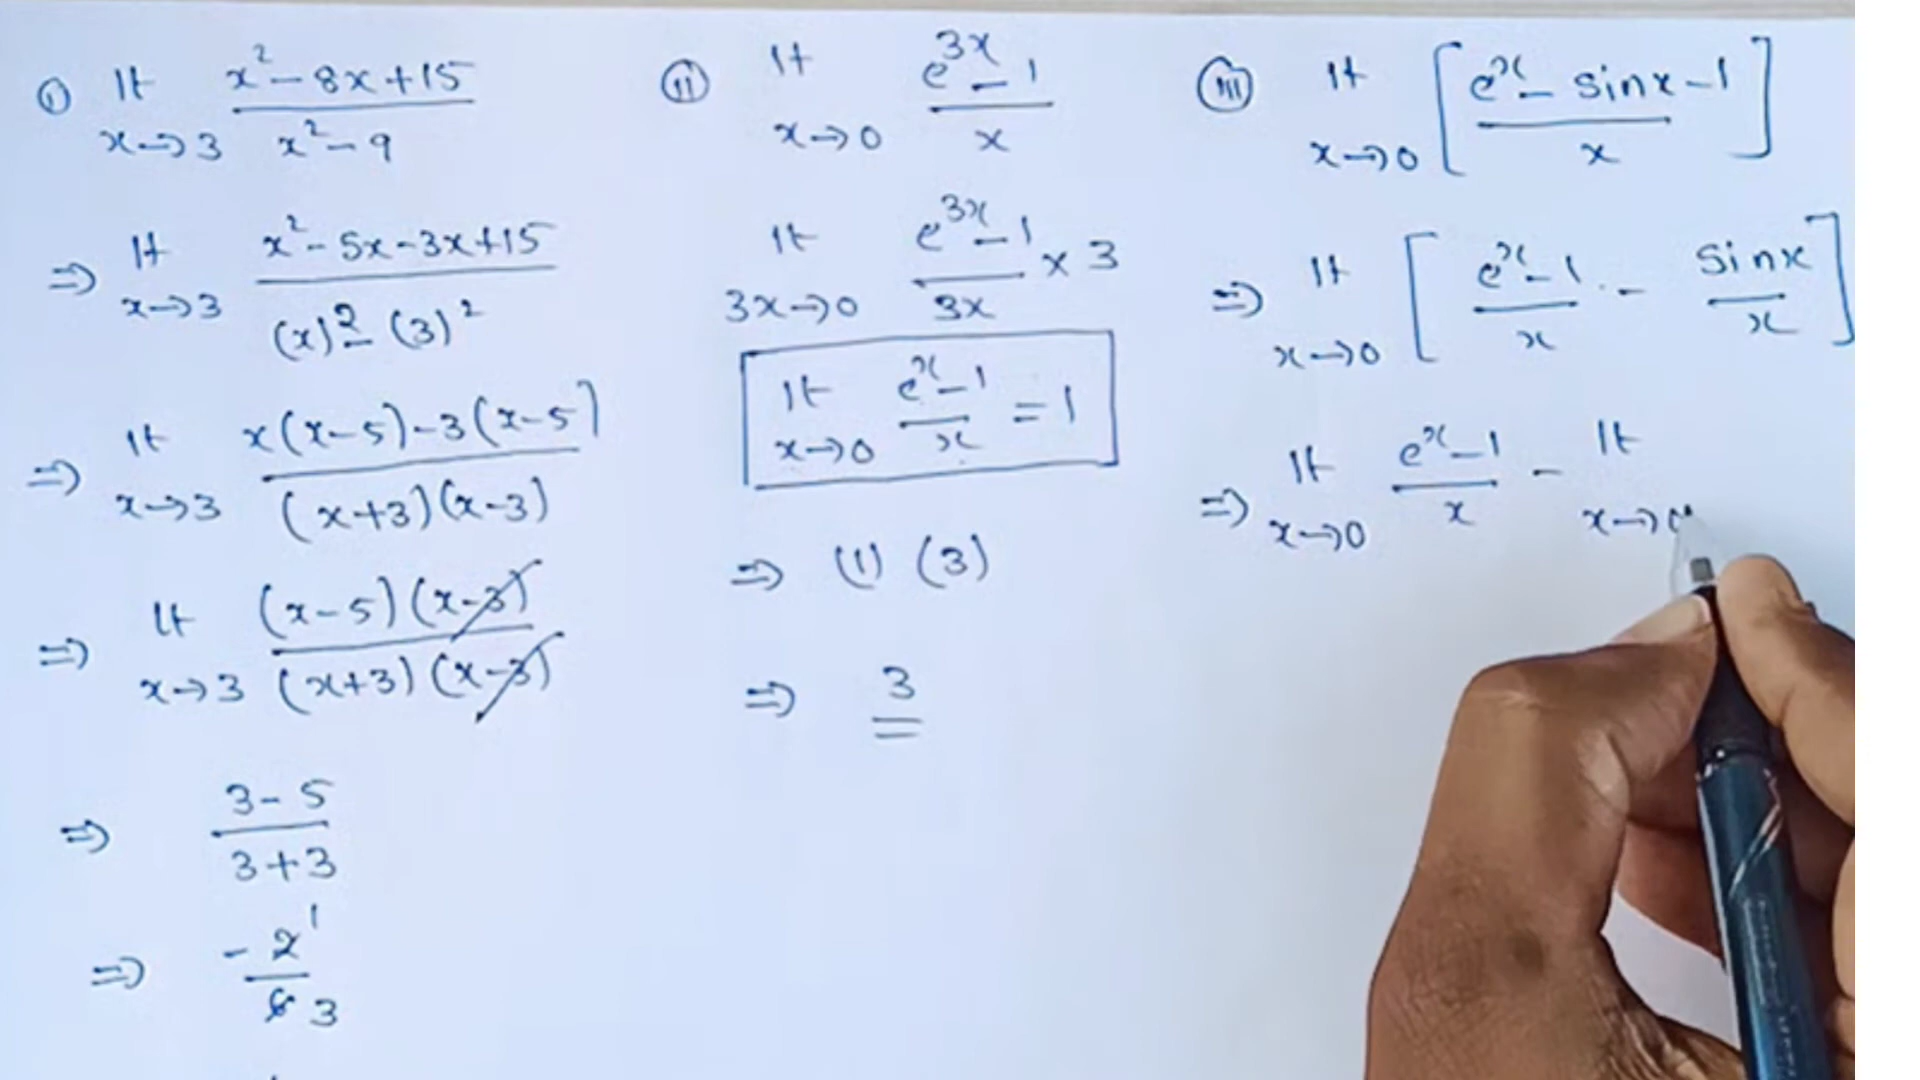 (i) lt x→3 x² - 8x + 15 / x² - 9
⇒ lt x→3 x² - 5x - 3x + 15 / (x)² - (3)²
⇒ lt x→3 x(x-5) - 3(x-5) / (x+3)(x-3)
⇒ lt x→3 (x-5)(x-3) / (x+3)(x-3)
⇒ 3-5 / 3+3
⇒ -2 1 / 6 3
(ii) lt x→0 e^3x - 1 / x
lt 3x→0 e^3x - 1 / 3x × 3
lt x→0 e^x - 1 / x = 1
⇒ (1) (3)
⇒ 3
(iii) lt x→0 [e^x - sinx - 1 / x]
⇒ lt x→0 [e^x - 1 / x - sinx / x]
⇒ lt x→0 e^x - 1 / x - lt x→0